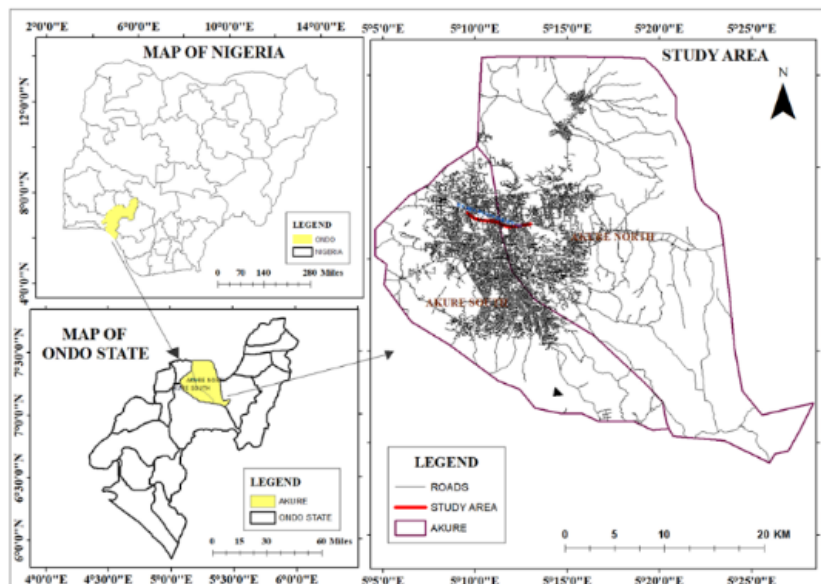 2°0'0"E 6°0'0"E 10°0'0"E 14°0'0"E
MAP OF NIGERIA
12°0'0"N
8°0'0"N
4°0'0"N
LEGEND
ONDO
NIGERIA
0 70 140 280 Miles
MAP OF
ONDO STATE
7°30'0"N
7°0'0"N
6°30'0"N
6°0'0"N
LEGEND
AKURE
ONDO STATE
0 15 30 60 Miles
4°0'0"E 4°30'0"E 5°0'0"E 5°30'0"E 6°0'0"E
5°5'0"E 5°10'0"E 5°15'0"E 5°20'0"E 5°25'0"E
STUDY AREA
N
AKURE NORTH
AKURE SOUTH
LEGEND
ROADS
STUDY AREA
AKURE
0 5 10 20 KM
5°5'0"E 5°10'0"E 5°15'0"E 5°20'0"E 5°25'0"E